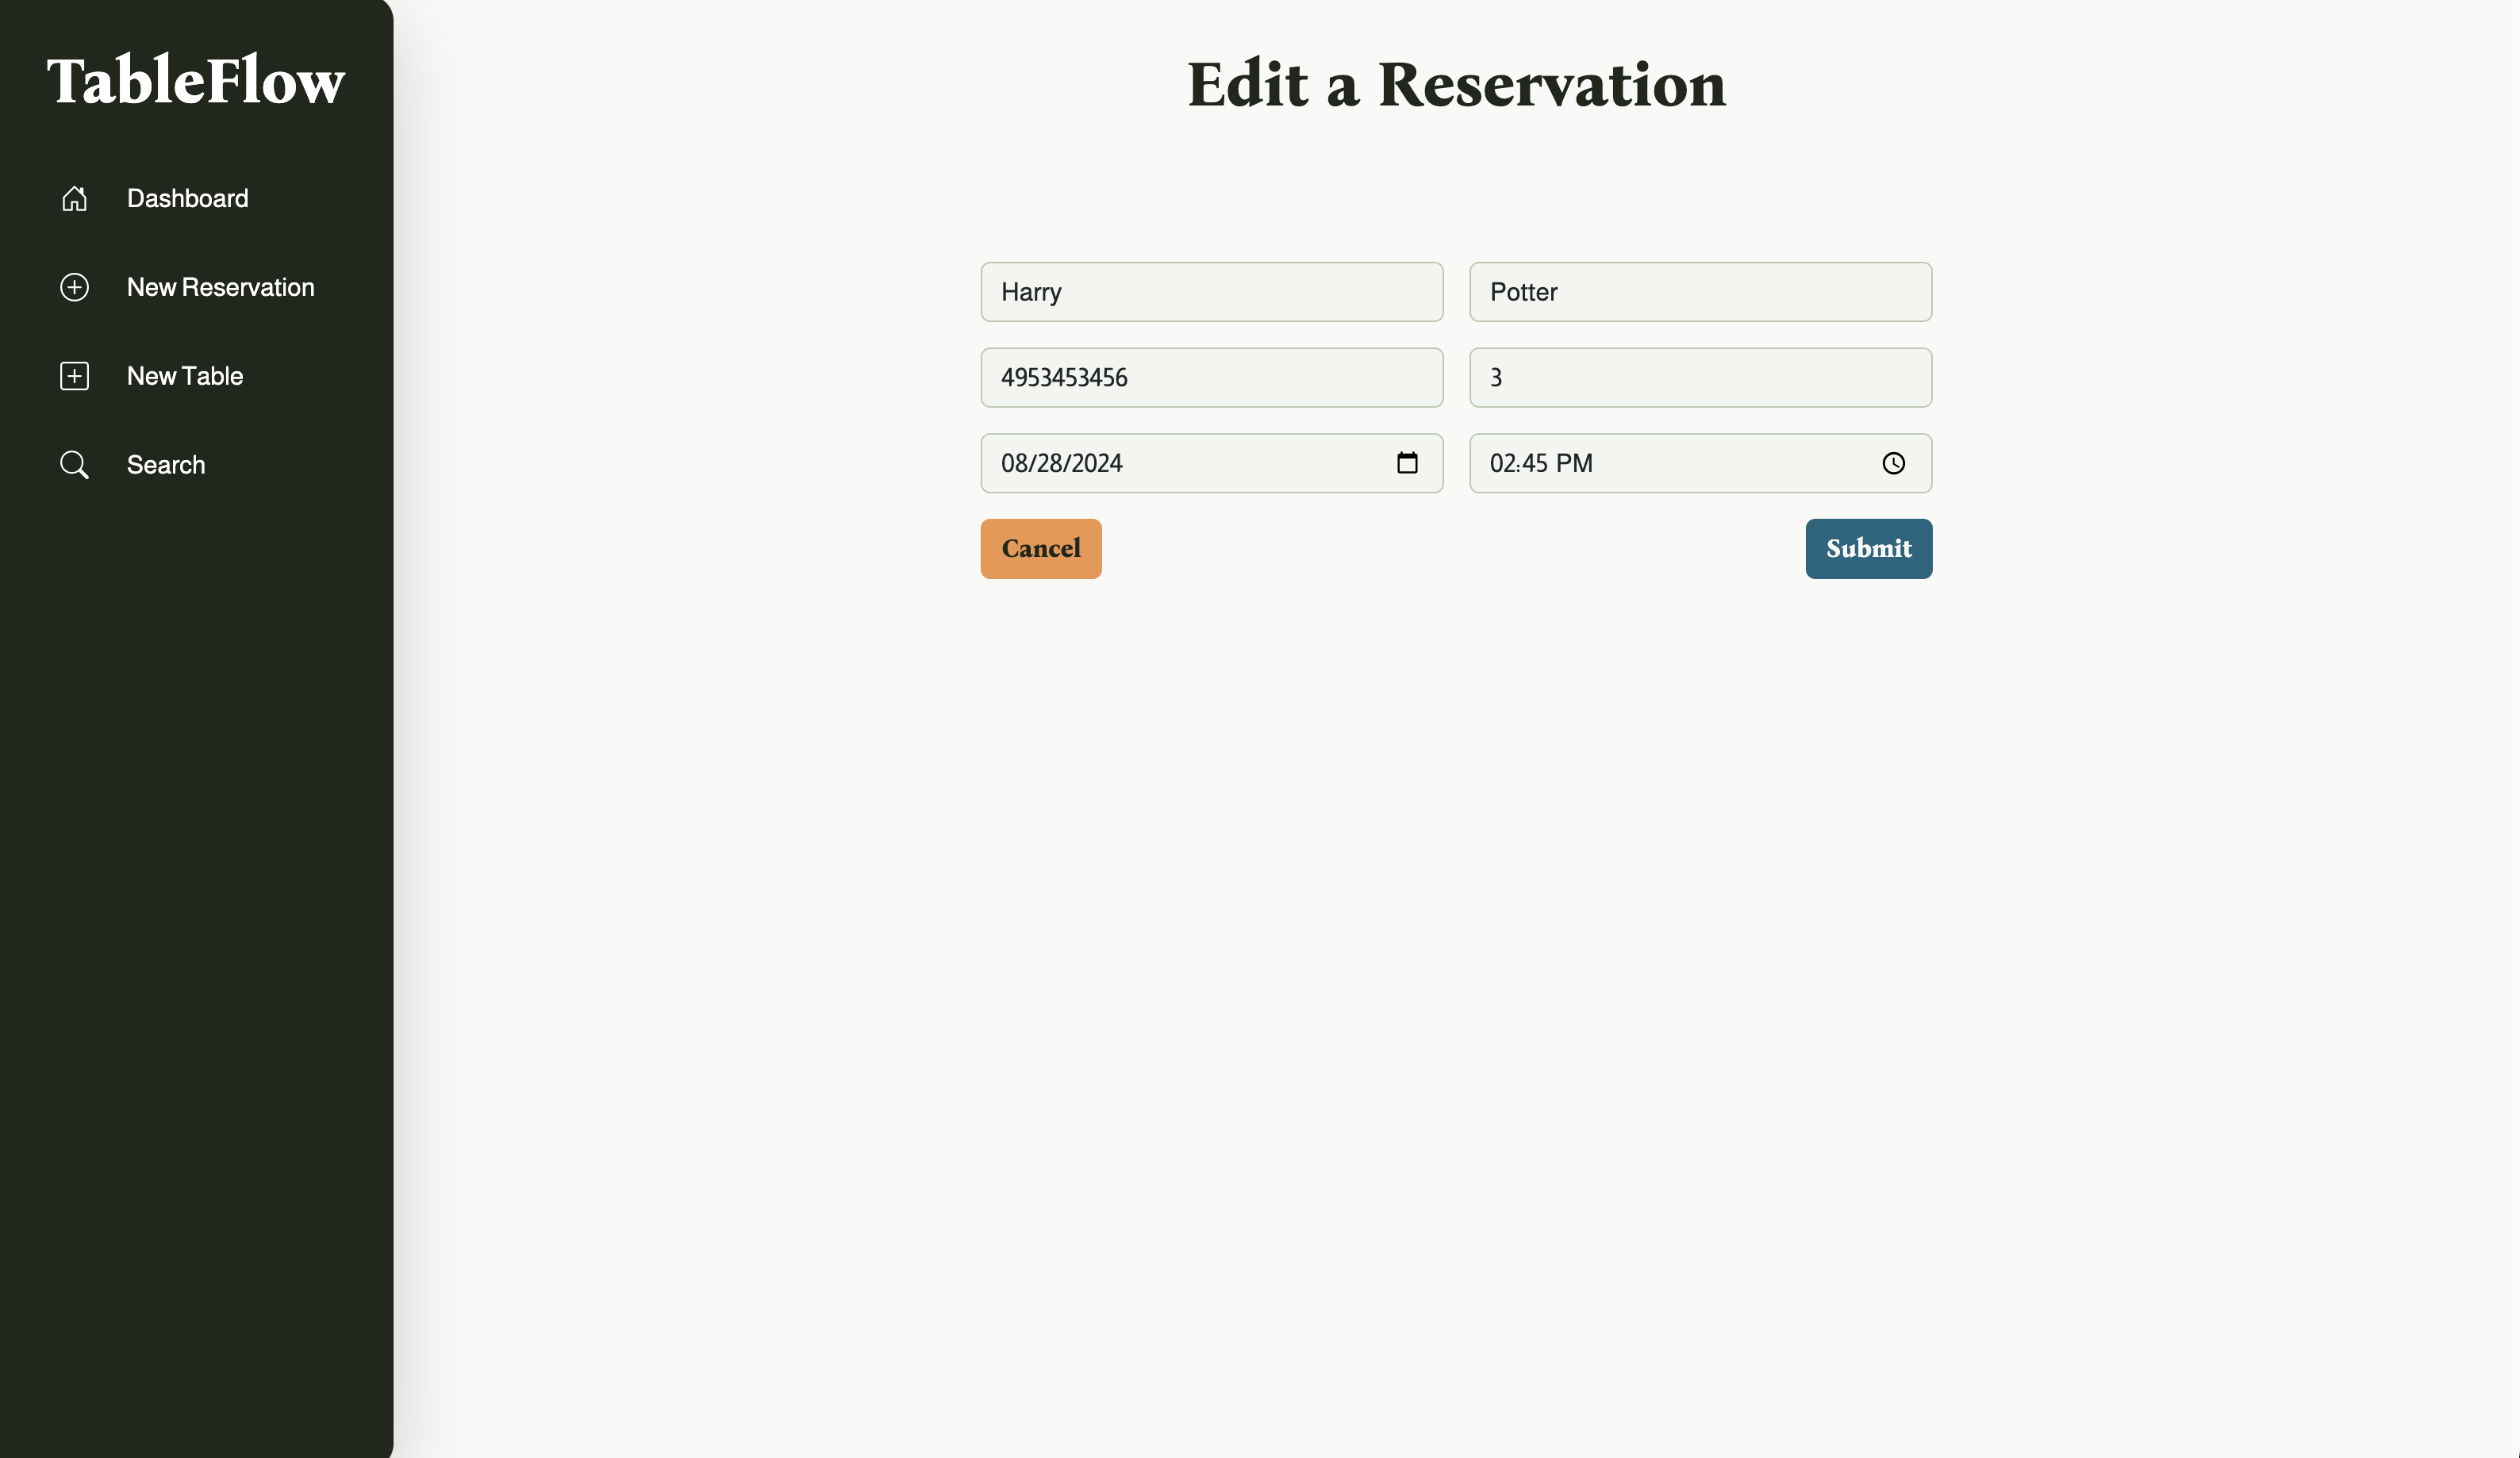 TableFlow
Dashboard
New Reservation
New Table
Search
Edit a Reservation
Harry
Potter
4953453456
3
08/28/2024
02:45 PM
Cancel
Submit